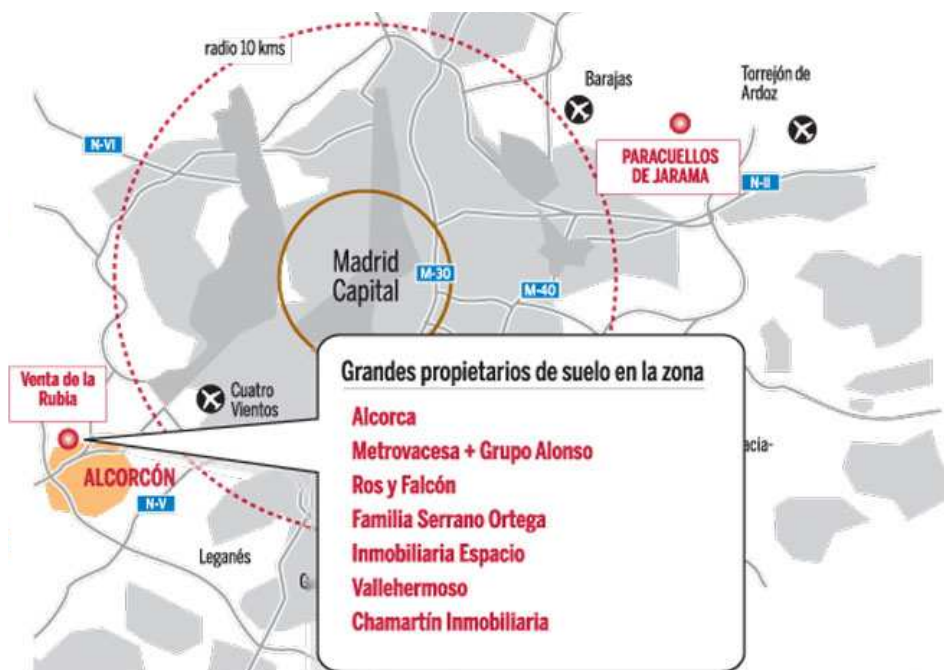 radio 10 kms
Barajas
Torrejón de
Ardoz
N-VI
PARACUELLOS
DE JARAMA
N-II
Madrid
Capital
M-30
M-40
Venta de la
Rubia
Cuatro
Vientos
Grandes propietarios de suelo en la zona
Alcorca
Metrovacesa + Grupo Alonso
Ros y Falcón
Familia Serrano Ortega
Inmobiliaria Espacio
Vallehermoso
Chamartín Inmobiliaria
ALCORCÓN
N-V
Leganés
acia-